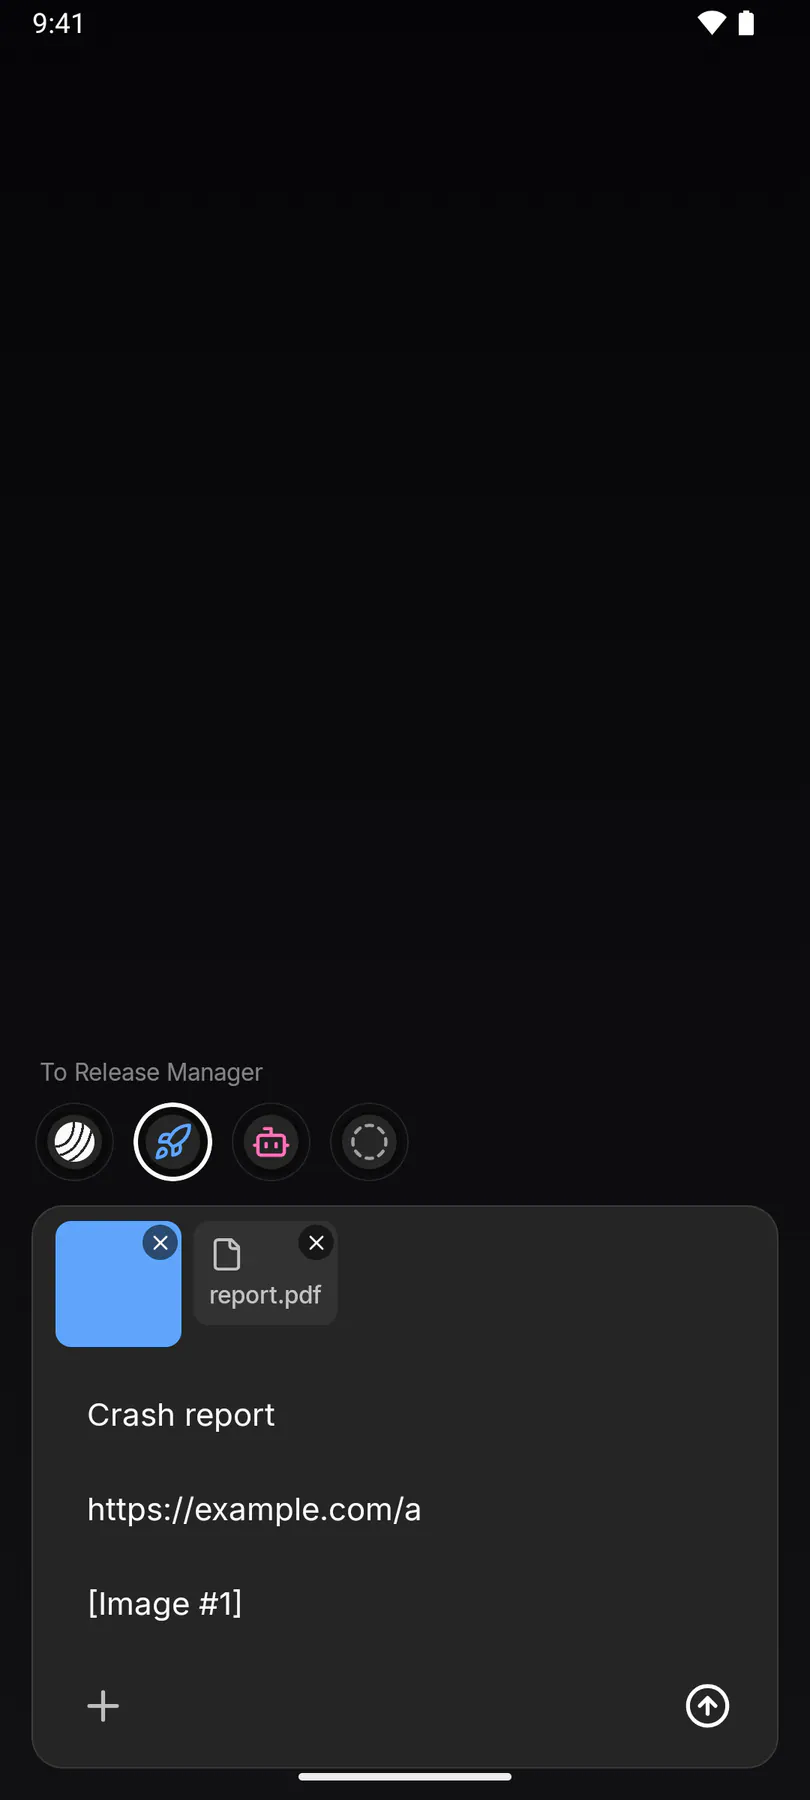 9:41
To Release Manager
report.pdf
Crash report
https://example.com/a
[Image #1]